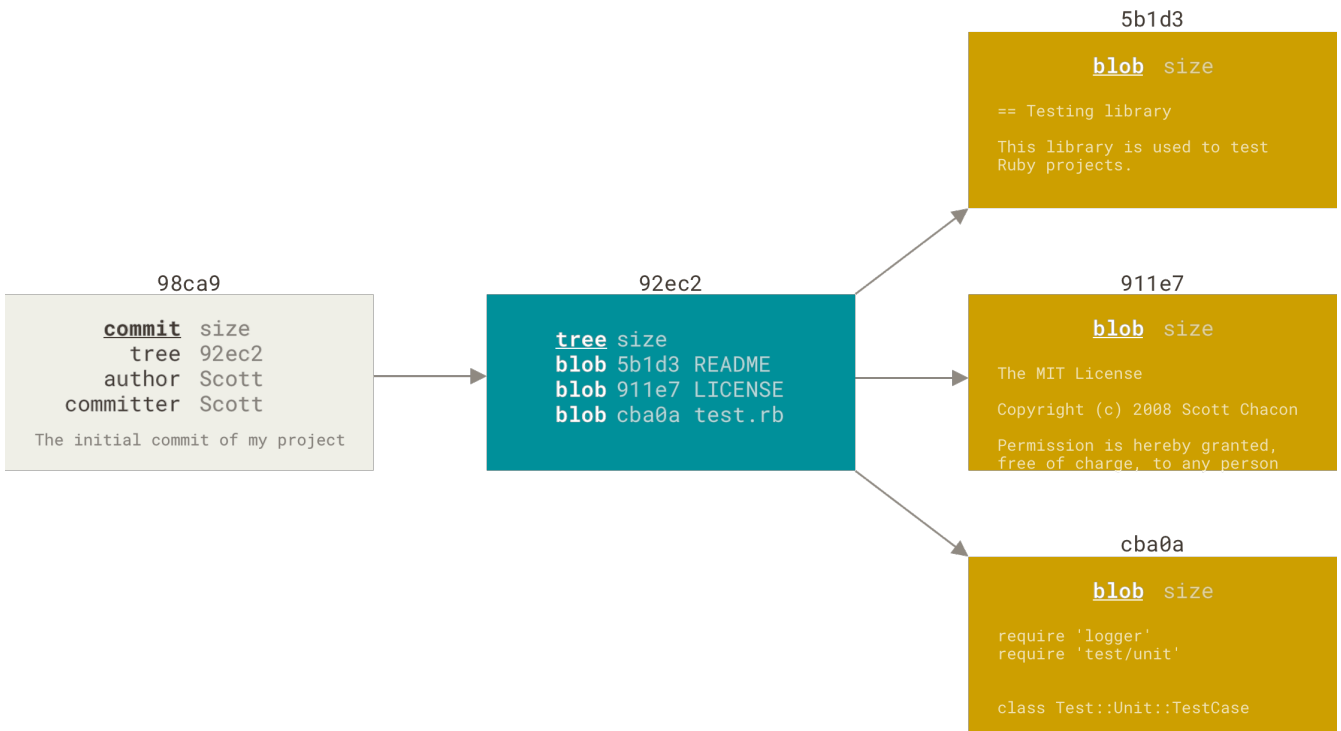 98ca9
commit size
tree 92ec2
author Scott
committer Scott
The initial commit of my project
92ec2
tree size
blob 5b1d3 README
blob 911e7 LICENSE
blob cba0a test.rb
5b1d3
blob size
== Testing library
This library is used to test
Ruby projects.
911e7
blob size
The MIT License
Copyright (c) 2008 Scott Chacon
Permission is hereby granted,
free of charge, to any person
cba0a
blob size
require 'logger'
require 'test/unit'
class Test::Unit::TestCase